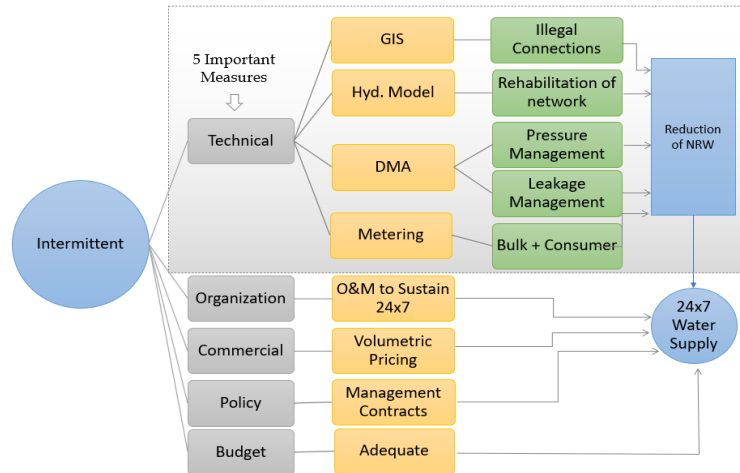 5 Important
Measures
GIS
Illegal
Connections
Hyd. Model
Rehabilitation of
network
Technical
Pressure
Management
Reduction
of NRW
DMA
Leakage
Management
Intermittent
Metering
Bulk + Consumer
Organization
O&M to Sustain
24x7
24x7
Water
Supply
Commercial
Volumetric
Pricing
Policy
Management
Contracts
Budget
Adequate